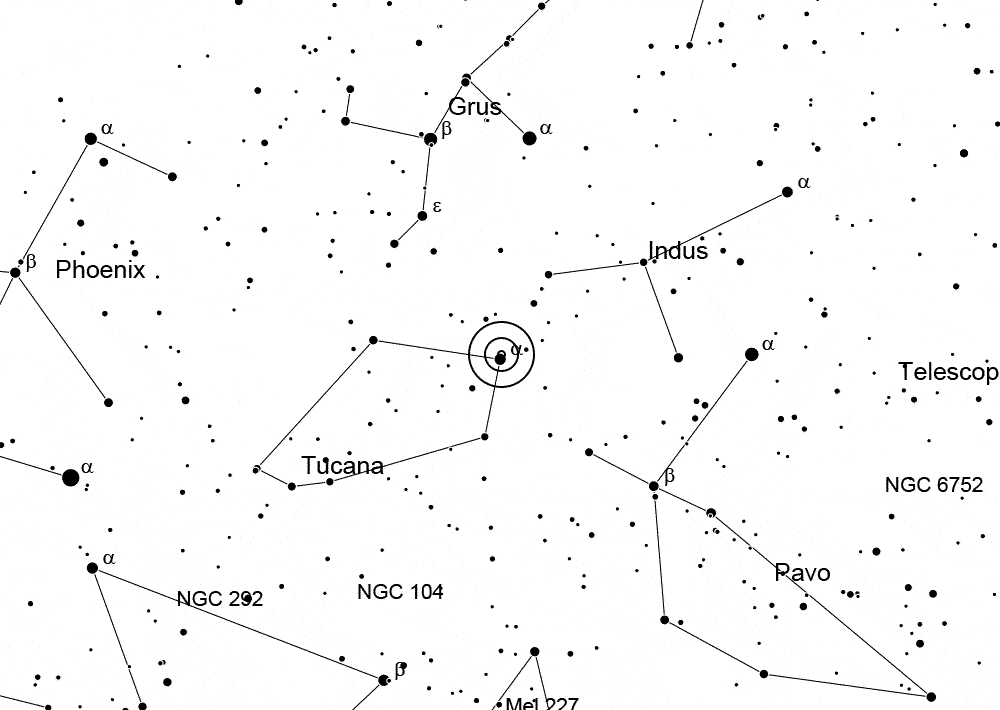 Grus
β
α
α
ε
α
β
Phoenix
Indus
α
α
Telescop
Tucana
α
β
NGC 6752
α
Pavo
NGC 292
NGC 104
β
Mel 227